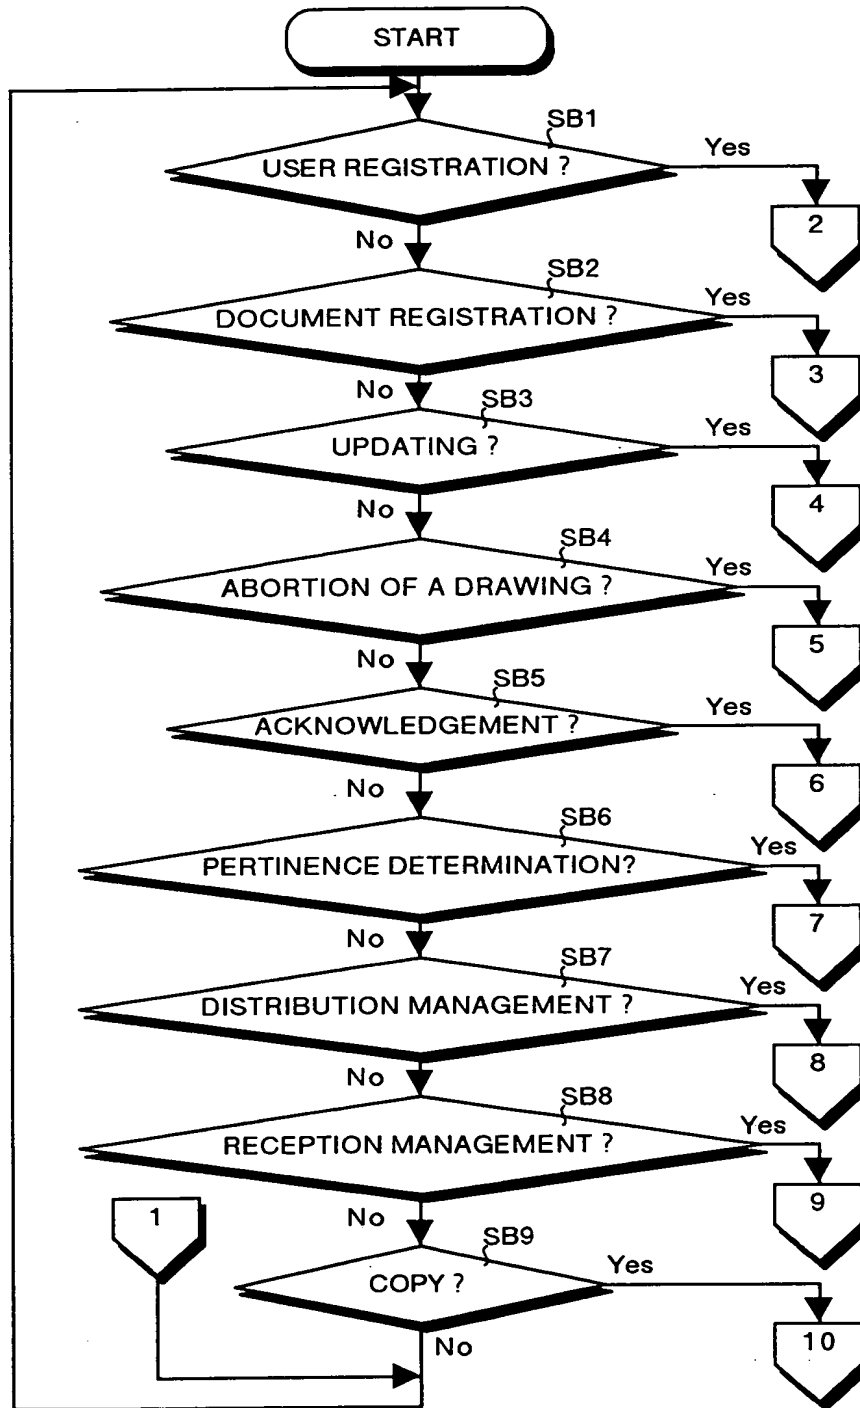 START
SB1
USER REGISTRATION ?
Yes
2
No
SB2
DOCUMENT REGISTRATION ?
Yes
3
No
SB3
UPDATING ?
Yes
4
No
SB4
ABORTION OF A DRAWING ?
Yes
5
No
SB5
ACKNOWLEDGEMENT ?
Yes
6
No
SB6
PERTINENCE DETERMINATION?
Yes
7
No
SB7
DISTRIBUTION MANAGEMENT ?
Yes
8
No
SB8
RECEPTION MANAGEMENT ?
Yes
9
1
No
SB9
COPY ?
Yes
10
No